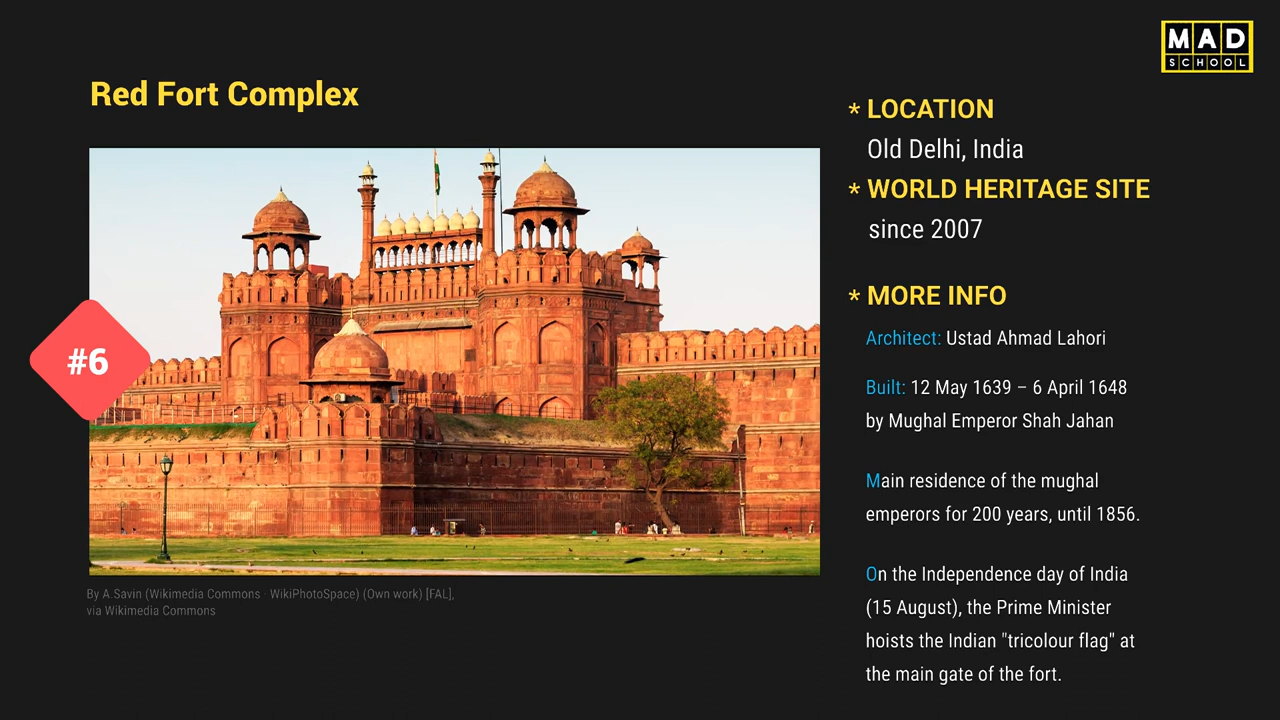 MAD
SCHOOL
Red Fort Complex
#6
By A.Savin (Wikimedia Commons · WikiPhotoSpace) (Own work) [FAL],
via Wikimedia Commons
* LOCATION
Old Delhi, India
* WORLD HERITAGE SITE
since 2007
* MORE INFO
Architect: Ustad Ahmad Lahori
Built: 12 May 1639 – 6 April 1648
by Mughal Emperor Shah Jahan
Main residence of the mughal
emperors for 200 years, until 1856.
On the Independence day of India
(15 August), the Prime Minister
hoists the Indian "tricolour flag" at
the main gate of the fort.